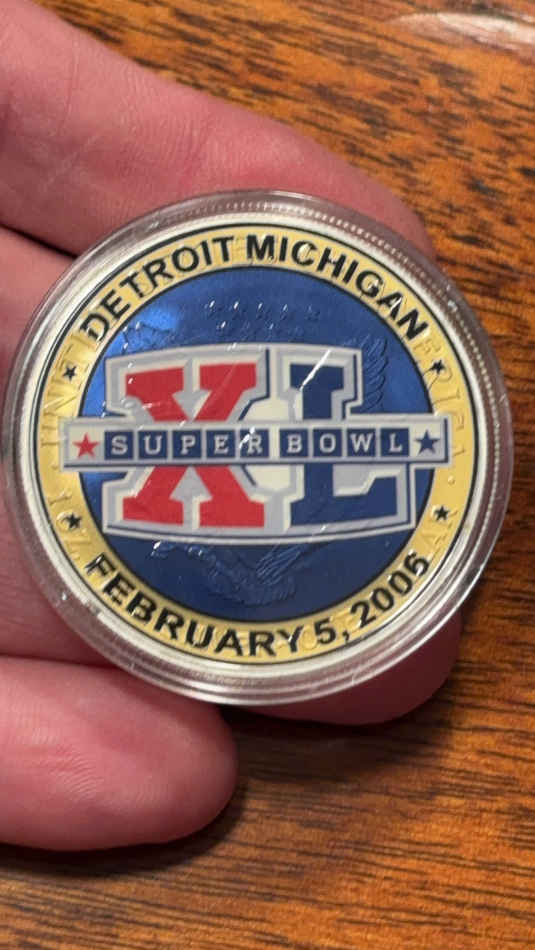 DETROIT MICHIGAN
XL
SUPER BOWL
FEBRUARY 5, 2006